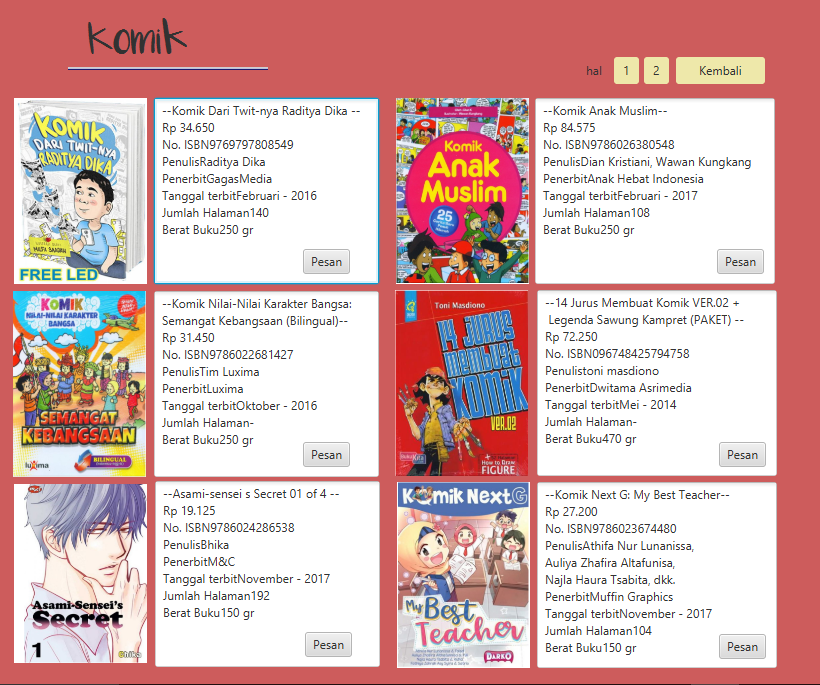 Komik
hal 1 2 Kembali
KOMIK
DARI TWIT-NYA
RADITYA DIKA
FREE LED
--Komik Dari Twit-nya Raditya Dika --
Rp 34.650
No. ISBN9769797808549
PenulisRaditya Dika
PenerbitGagasMedia
Tanggal terbitFebruari - 2016
Jumlah Halaman140
Berat Buku250 gr
Pesan
Komik
Anak
Muslim
25
--Komik Anak Muslim--
Rp 84.575
No. ISBN9786026380548
PenulisDian Kristiani, Wawan Kungkang
PenerbitAnak Hebat Indonesia
Tanggal terbitFebruari - 2017
Jumlah Halaman108
Berat Buku250 gr
Pesan
KOMIK
NILAI-NILAI KARAKTER
BANGSA
SEMANGAT
KEBANGSAAN
luxima
BILINGUAL
--Komik Nilai-Nilai Karakter Bangsa:
Semangat Kebangsaan (Bilingual)--
Rp 31.450
No. ISBN9786022681427
PenulisTim Luxima
PenerbitLuxima
Tanggal terbitOktober - 2016
Jumlah Halaman-
Berat Buku250 gr
Pesan
Toni Masdiono
14 JURUS
MEMBUAT
KOMIK
VER.02
BukuKita
How to Draw
FIGURE
--14 Jurus Membuat Komik VER.02 +
Legenda Sawung Kampret (PAKET) --
Rp 72.250
No. ISBN096748425794758
Penulistoni masdiono
PenerbitDwitama Asrimedia
Tanggal terbitMei - 2014
Jumlah Halaman-
Berat Buku470 gr
Pesan
Asami-Sensei's
Secret
1
Bhika
--Asami-sensei s Secret 01 of 4 --
Rp 19.125
No. ISBN9786024286538
PenulisBhika
PenerbitM&C
Tanggal terbitNovember - 2017
Jumlah Halaman192
Berat Buku150 gr
Pesan
Komik Next G
My Best
Teacher
DAR!KO
--Komik Next G: My Best Teacher--
Rp 27.200
No. ISBN9786023674480
PenulisAthifa Nur Lunanissa,
Auliya Zhafira Altafunisa,
Najla Haura Tsabita, dkk.
PenerbitMuffin Graphics
Tanggal terbitNovember - 2017
Jumlah Halaman104
Berat Buku150 gr
Pesan